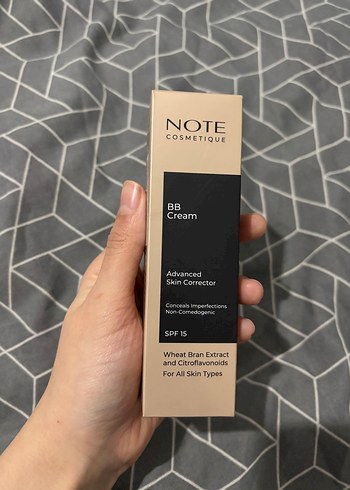 NOTE
COSMETIQUE
BB
Cream
Advanced
Skin Corrector
Conceals Imperfections
Non-Comedogenic
SPF 15
Wheat Bran Extract
and Citroflavonoids
For All Skin Types